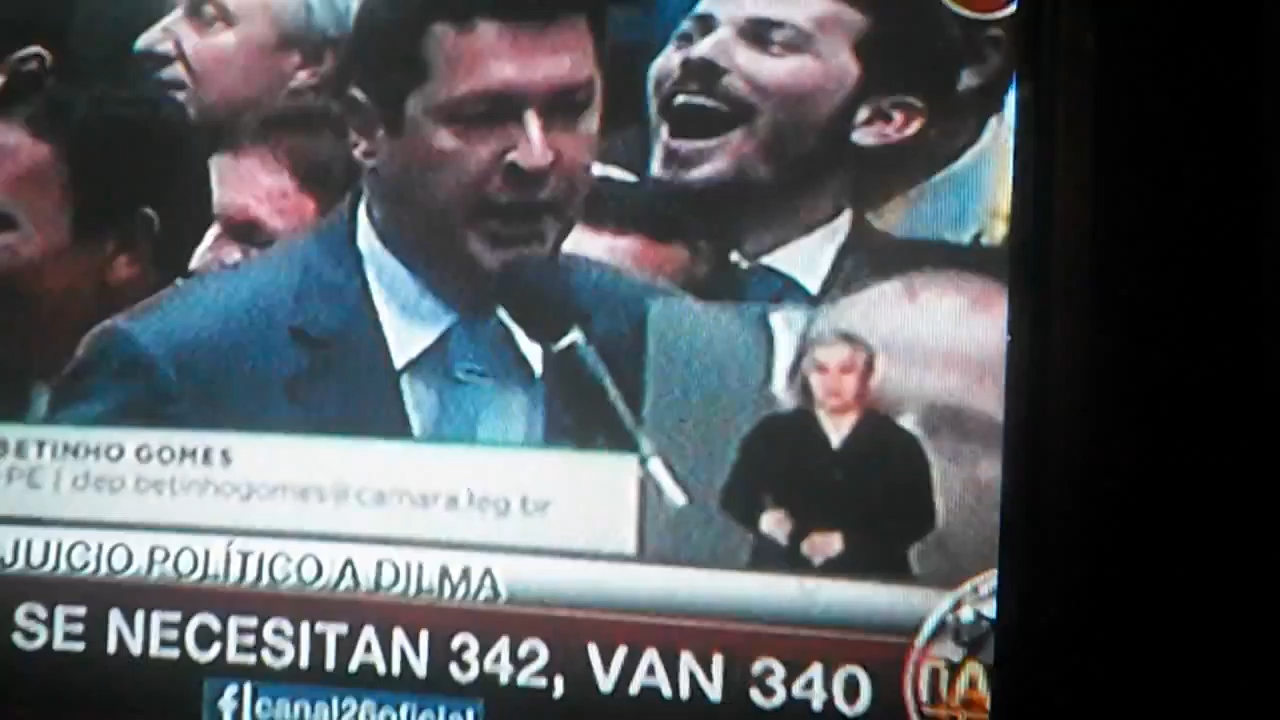 BETINHO GOMES
-PE | dep.betinhogomes@camara.leg.br
JUICIO POLÍTICO A DILMA
SE NECESITAN 342, VAN 340
f|canal26oficial